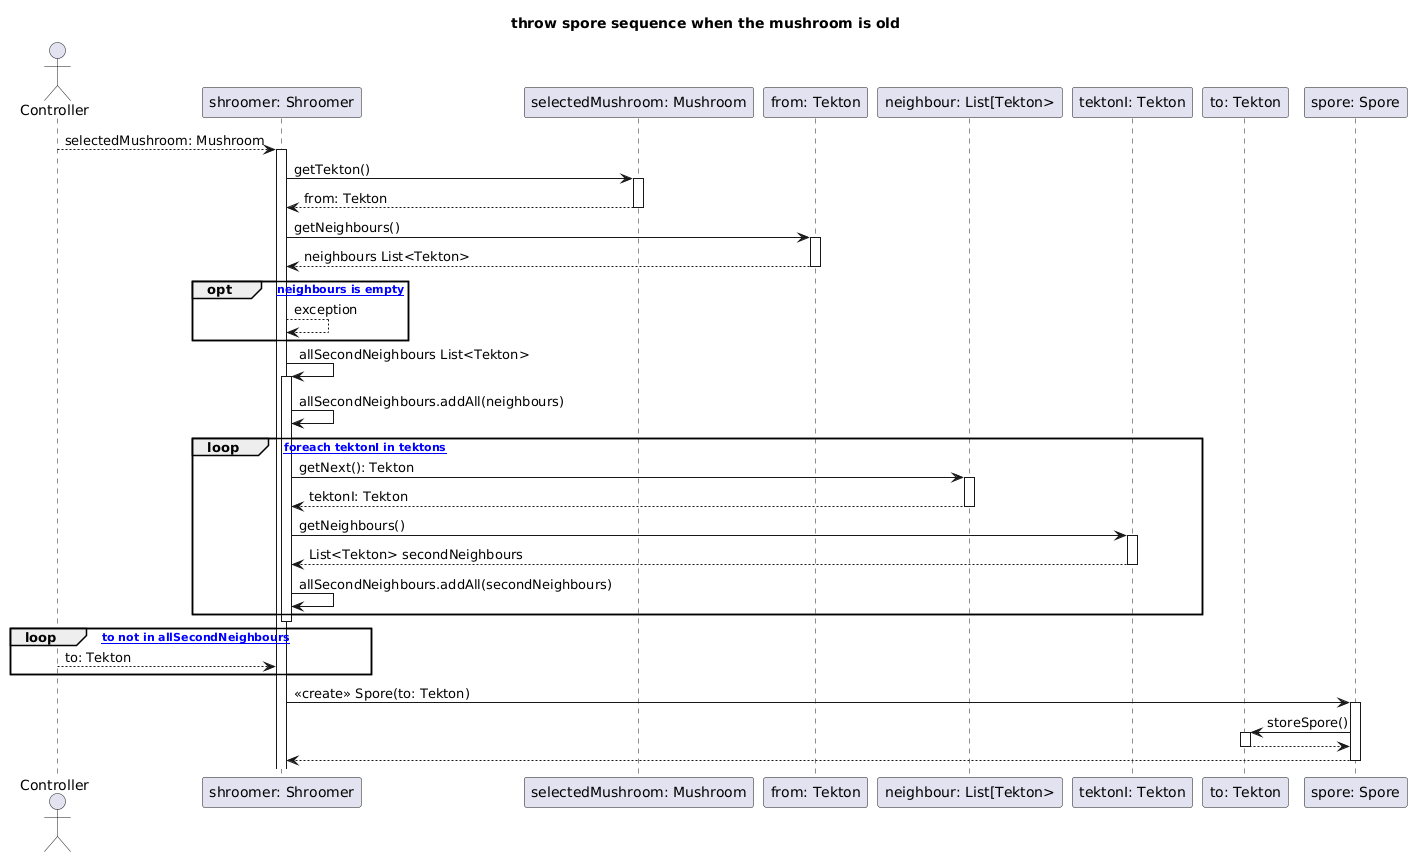 throw spore sequence when the mushroom is old
Controller
shroomer: Shroomer
selectedMushroom: Mushroom
from: Tekton
neighbour: List[Tekton>
tektonI: Tekton
to: Tekton
spore: Spore
selectedMushroom: Mushroom
getTekton()
from: Tekton
getNeighbours()
neighbours List<Tekton>
opt
neighbours is empty
exception
allSecondNeighbours List<Tekton>
allSecondNeighbours.addAll(neighbours)
loop
foreach tektonI in tektons
getNext(): Tekton
tektonI: Tekton
getNeighbours()
List<Tekton> secondNeighbours
allSecondNeighbours.addAll(secondNeighbours)
loop
to not in allSecondNeighbours
to: Tekton
«create» Spore(to: Tekton)
storeSpore()
Controller
shroomer: Shroomer
selectedMushroom: Mushroom
from: Tekton
neighbour: List[Tekton>
tektonI: Tekton
to: Tekton
spore: Spore